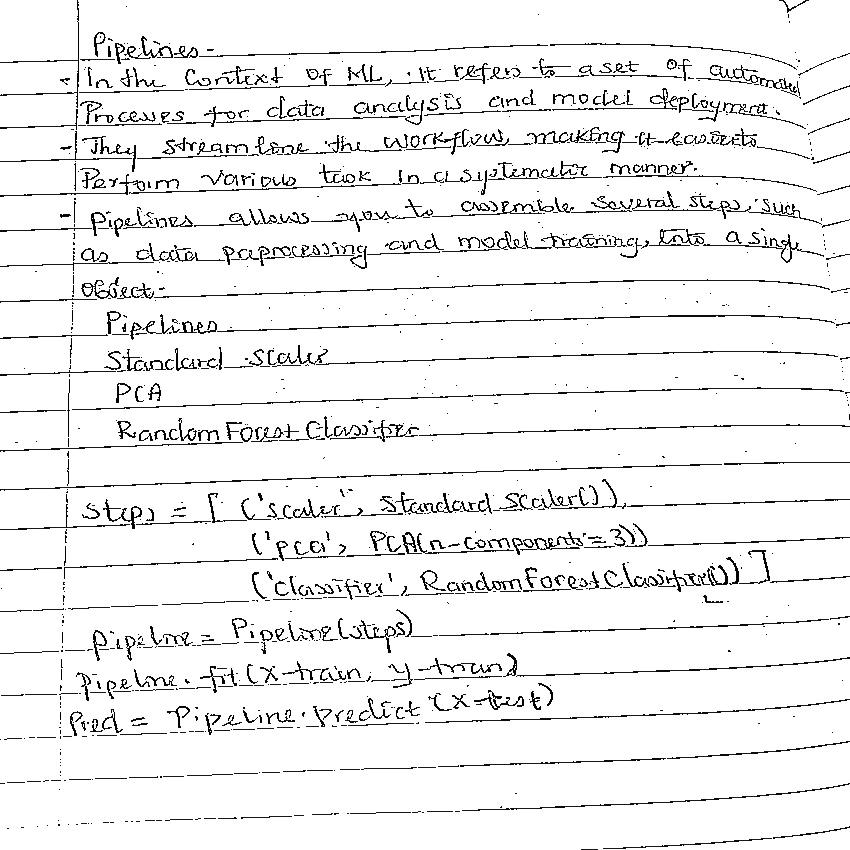 Pipelines -
- In the Context of ML, it refers to a set of automated
Processes for data analysis and model deployment.
- They streamline the workflow, making it easier to
Perform various task in a systematic manner.
- Pipelines allows you to assemble several steps, such
as data preprocessing and model training, into a single
object -
Pipelines
Standard scaler
PCA
RandomForestClassifier
Steps = [ ('scaler', Standard Scaler()),
('pca', PCA(n-components=3))
('classifier', RandomForestClassifier()) ]
Pipeline = Pipeline(steps)
Pipeline.fit(X-train, y-train)
Pred = Pipeline.predict(X-test)